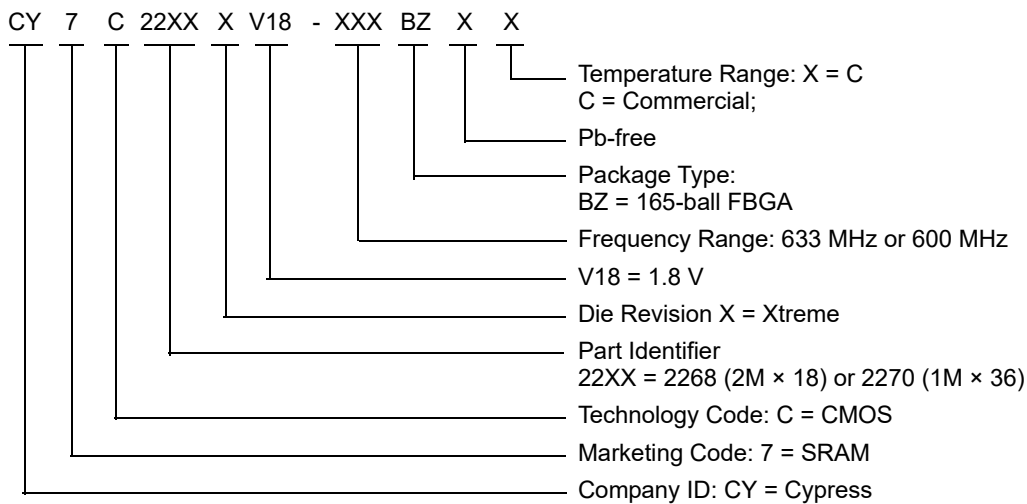 CY 7 C 22XX X V18 - XXX BZ X X
Temperature Range: X = C
C = Commercial;
Pb-free
Package Type:
BZ = 165-ball FBGA
Frequency Range: 633 MHz or 600 MHz
V18 = 1.8 V
Die Revision X = Xtreme
Part Identifier
22XX = 2268 (2M × 18) or 2270 (1M × 36)
Technology Code: C = CMOS
Marketing Code: 7 = SRAM
Company ID: CY = Cypress